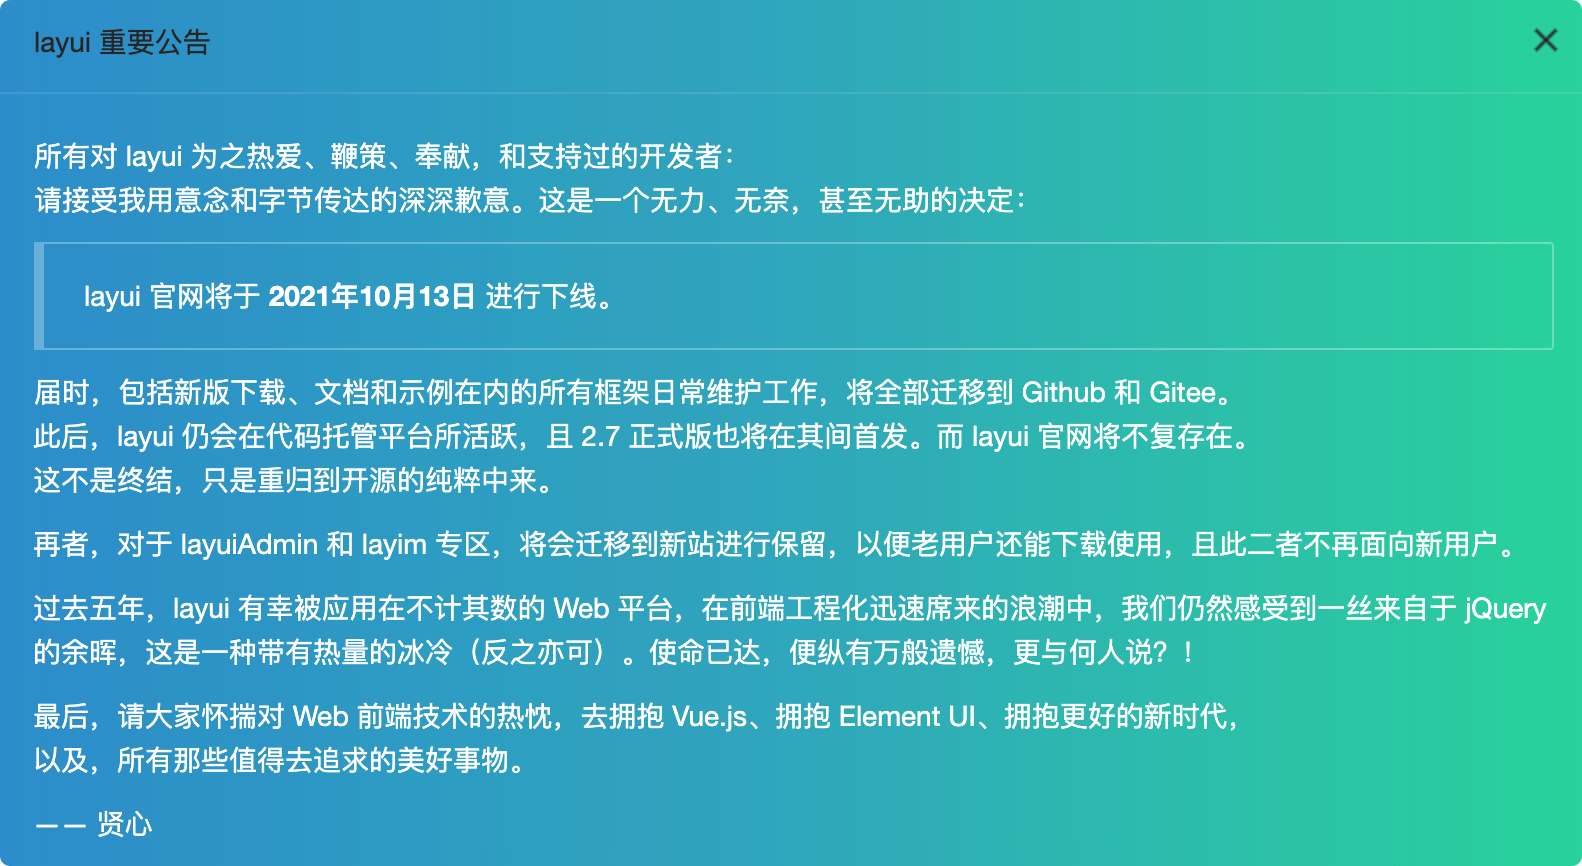 layui 重要公告
所有对 layui 为之热爱、鞭策、奉献，和支持过的开发者：
请接受我用意念和字节传达的深深歉意。这是一个无力、无奈，甚至无助的决定：
layui 官网将于 2021年10月13日 进行下线。
届时，包括新版下载、文档和示例在内的所有框架日常维护工作，将全部迁移到 Github 和 Gitee。
此后，layui 仍会在代码托管平台所活跃，且 2.7 正式版也将在其间首发。而 layui 官网将不复存在。
这不是终结，只是重归到开源的纯粹中来。
再者，对于 layuiAdmin 和 layim 专区，将会迁移到新站进行保留，以便老用户还能下载使用，且此二者不再面向新用户。
过去五年，layui 有幸被应用在不计其数的 Web 平台，在前端工程化迅速席来的浪潮中，我们仍然感受到一丝来自于 jQuery
的余晖，这是一种带有热量的冰冷（反之亦可）。使命已达，便纵有万般遗憾，更与何人说？！
最后，请大家怀揣对 Web 前端技术的热忱，去拥抱 Vue.js、拥抱 Element UI、拥抱更好的新时代，
以及，所有那些值得去追求的美好事物。
—— 贤心